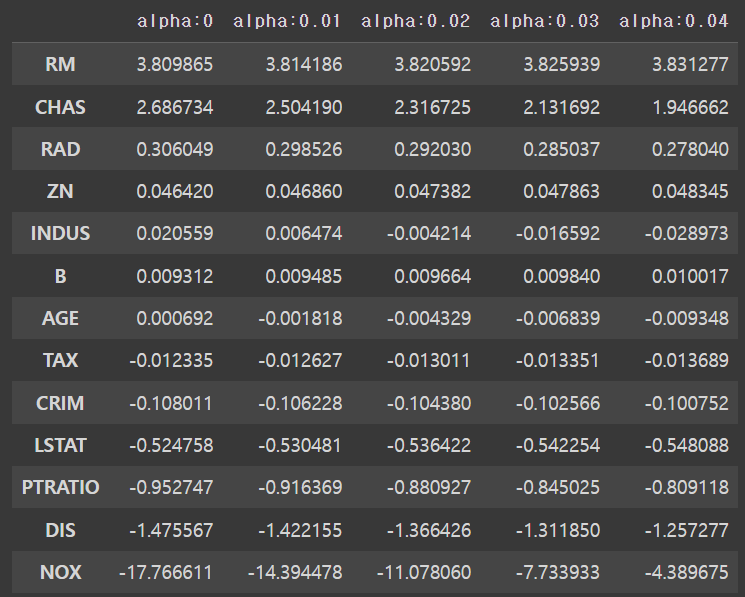 alpha:0 alpha:0.01 alpha:0.02 alpha:0.03 alpha:0.04
RM 3.809865 3.814186 3.820592 3.825939 3.831277
CHAS 2.686734 2.504190 2.316725 2.131692 1.946662
RAD 0.306049 0.298526 0.292030 0.285037 0.278040
ZN 0.046420 0.046860 0.047382 0.047863 0.048345
INDUS 0.020559 0.006474 -0.004214 -0.016592 -0.028973
B 0.009312 0.009485 0.009664 0.009840 0.010017
AGE 0.000692 -0.001818 -0.004329 -0.006839 -0.009348
TAX -0.012335 -0.012627 -0.013011 -0.013351 -0.013689
CRIM -0.108011 -0.106228 -0.104380 -0.102566 -0.100752
LSTAT -0.524758 -0.530481 -0.536422 -0.542254 -0.548088
PTRATIO -0.952747 -0.916369 -0.880927 -0.845025 -0.809118
DIS -1.475567 -1.422155 -1.366426 -1.311850 -1.257277
NOX -17.766611 -14.394478 -11.078060 -7.733933 -4.389675